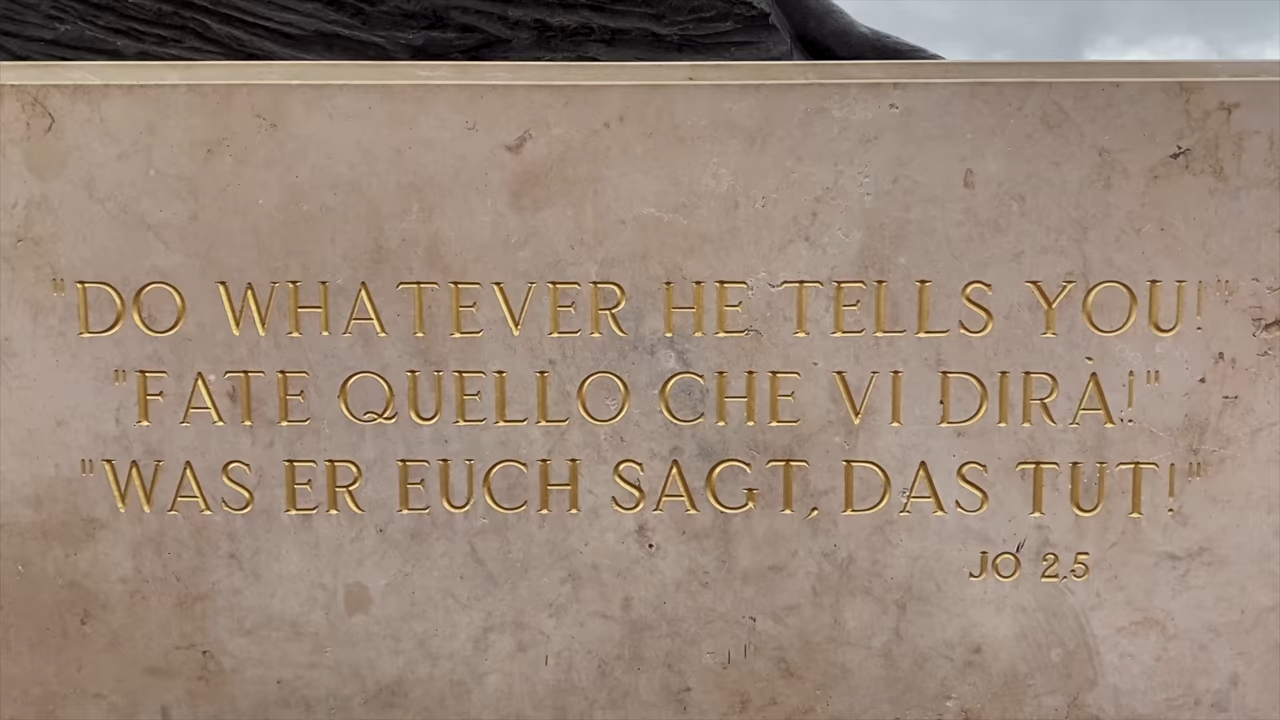 "DO WHATEVER HE TELLS YOU!"
"FATE QUELLO CHE VI DIRÀ!"
"WAS ER EUCH SAGT, DAS TUT!"
JO 2,5